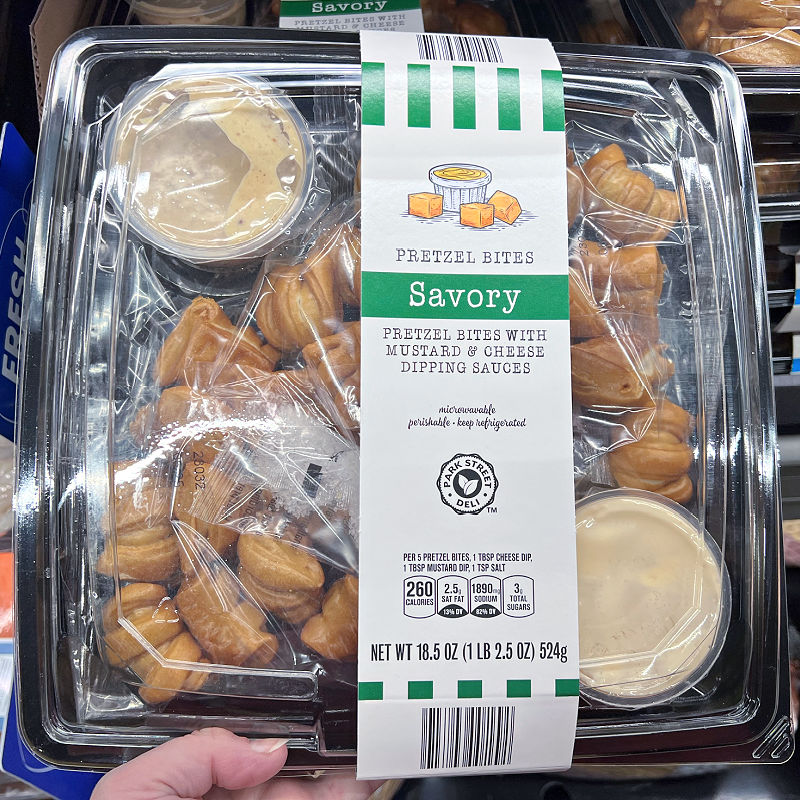 Savory
PRETZEL BITES WITH
MUSTARD & CHEESE
FRESH
PRETZEL BITES
Savory
PRETZEL BITES WITH
MUSTARD & CHEESE
DIPPING SAUCES
microwavable
perishable • keep refrigerated
PARK STREET
DELI
TM
PER 5 PRETZEL BITES, 1 TBSP CHEESE DIP,
1 TBSP MUSTARD DIP, 1 TSP SALT
260 CALORIES
2.5g SAT FAT 13% DV
1890mg SODIUM 82% DV
3g TOTAL SUGARS
NET WT 18.5 OZ (1 LB 2.5 OZ) 524g
26032